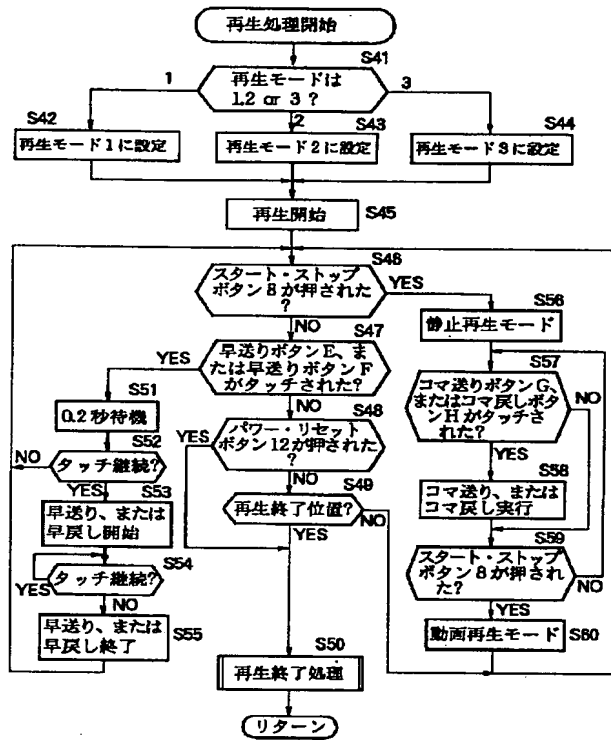 再生処理開始
S41
再生モードは
1,2 or 3 ?
1
2
3
S42
再生モード1に設定
S43
再生モード2に設定
S44
再生モード3に設定
再生開始
S45
S46
スタート・ストップ
ボタン8が押された
?
YES
NO
S47
早送りボタンE、また
は早送りボタンF
がタッチされた?
YES
NO
S48
パワー・リセット
ボタン12が押された
?
YES
NO
S49
再生終了位置?
NO
YES
S50
再生終了処理
リターン
S51
0.2秒待機
S52
タッチ継続?
NO
YES
S53
早送り、または
早戻し開始
S54
タッチ継続?
YES
NO
早送り、または
早戻し終了
S55
S56
静止再生モード
S57
コマ送りボタンG、
またはコマ戻しボ
タンHがタッチさ
れた?
NO
YES
S58
コマ送り、または
コマ戻し実行
S59
スタート・ストップ
ボタン8が押され
た?
NO
YES
動画再生モード
S60